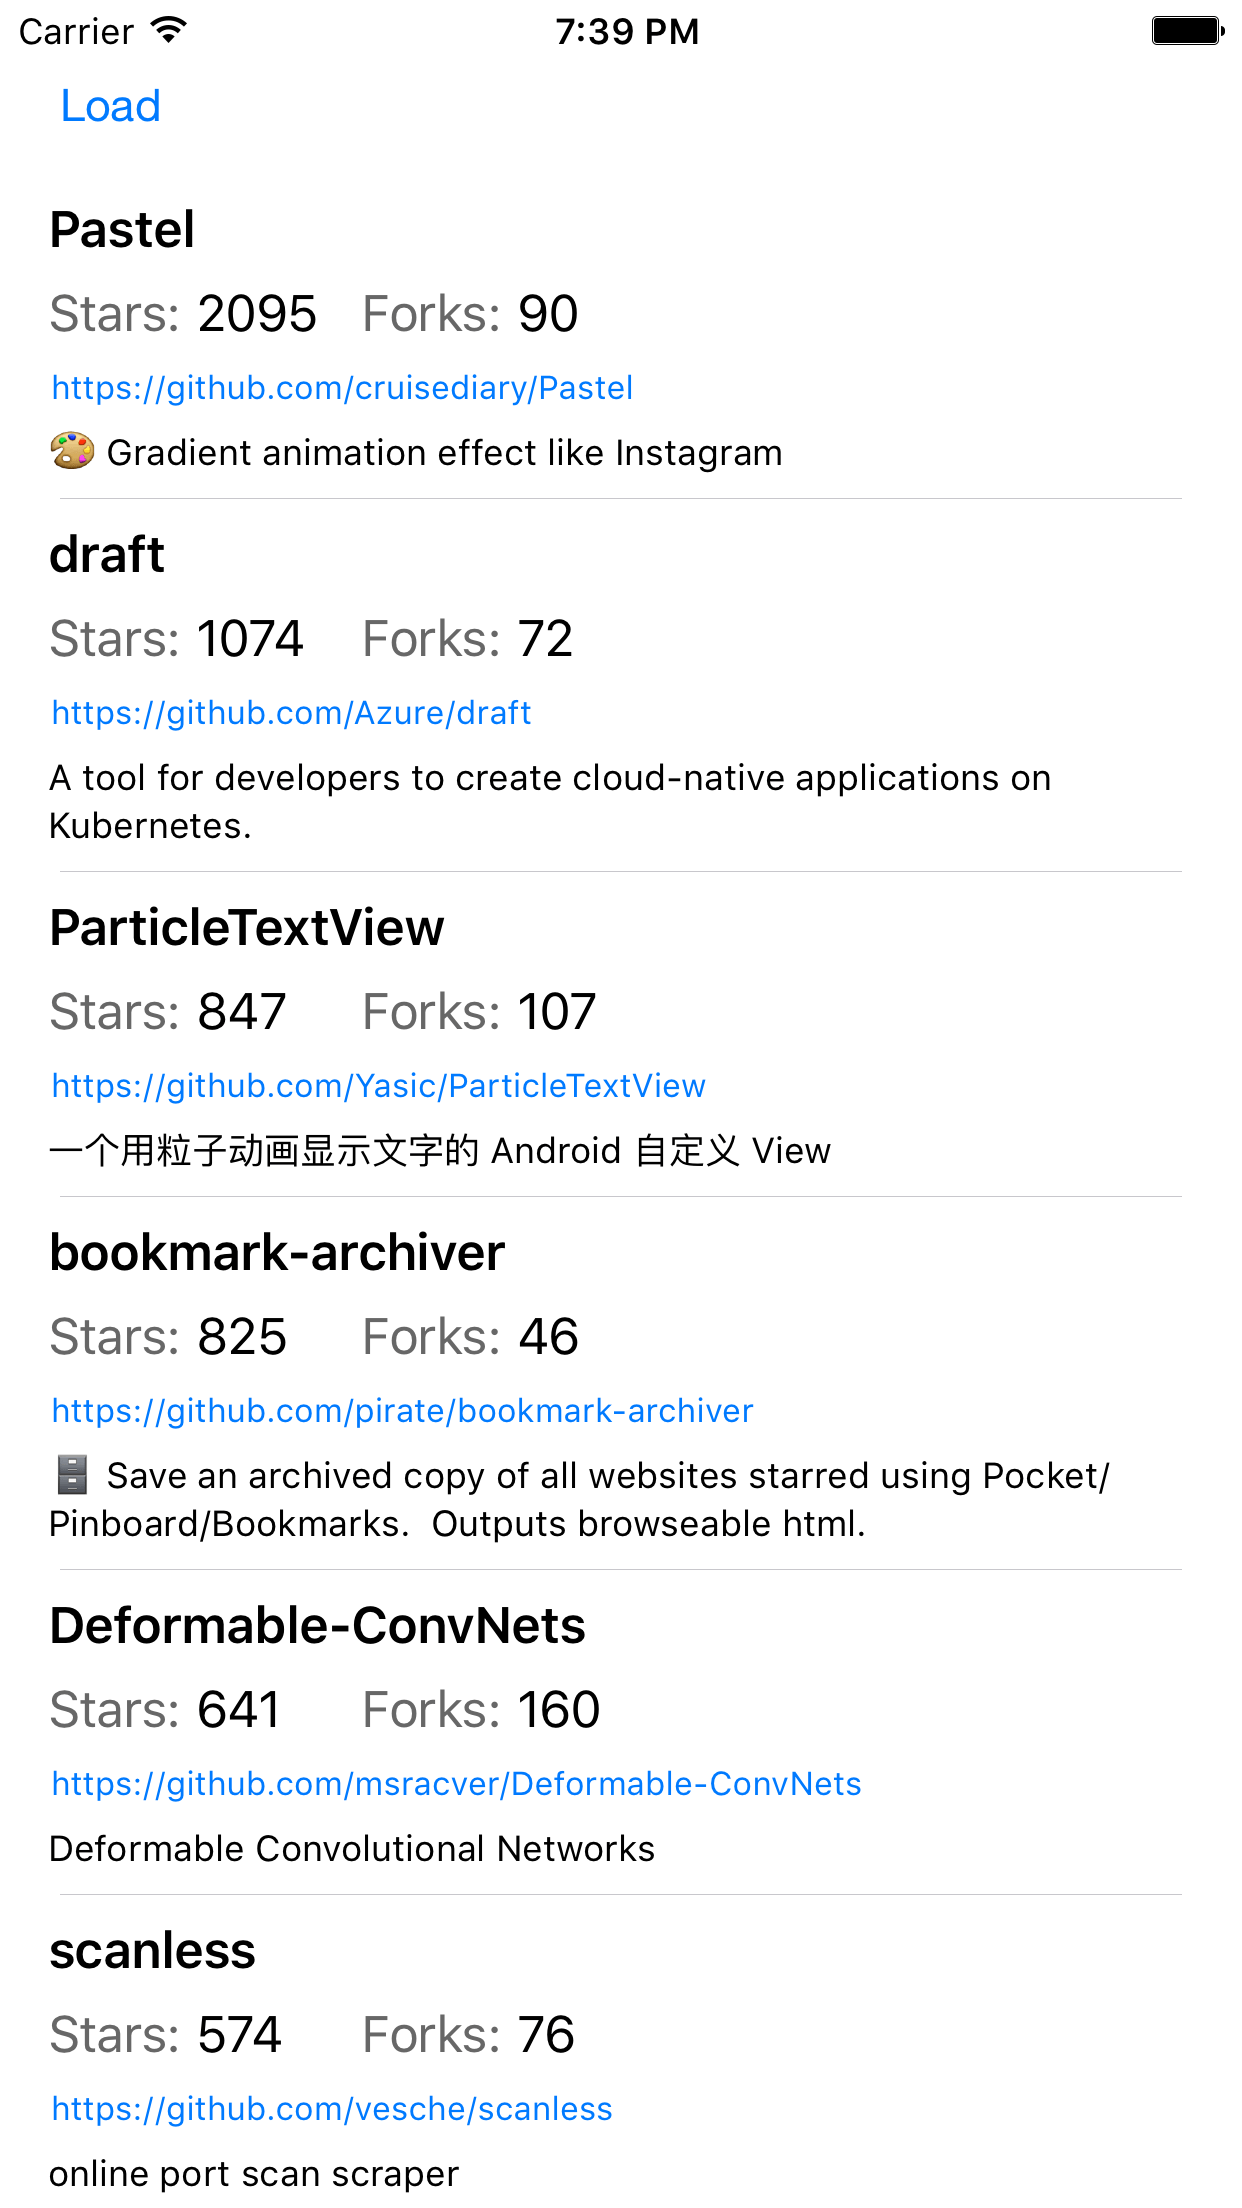 Carrier 7:39 PM
Load
Pastel
Stars: 2095 Forks: 90
https://github.com/cruisediary/Pastel
🎨 Gradient animation effect like Instagram
draft
Stars: 1074 Forks: 72
https://github.com/Azure/draft
A tool for developers to create cloud-native applications on
Kubernetes.
ParticleTextView
Stars: 847 Forks: 107
https://github.com/Yasic/ParticleTextView
一个用粒子动画显示文字的 Android 自定义 View
bookmark-archiver
Stars: 825 Forks: 46
https://github.com/pirate/bookmark-archiver
🗄 Save an archived copy of all websites starred using Pocket/
Pinboard/Bookmarks.  Outputs browseable html.
Deformable-ConvNets
Stars: 641 Forks: 160
https://github.com/msracver/Deformable-ConvNets
Deformable Convolutional Networks
scanless
Stars: 574 Forks: 76
https://github.com/vesche/scanless
online port scan scraper